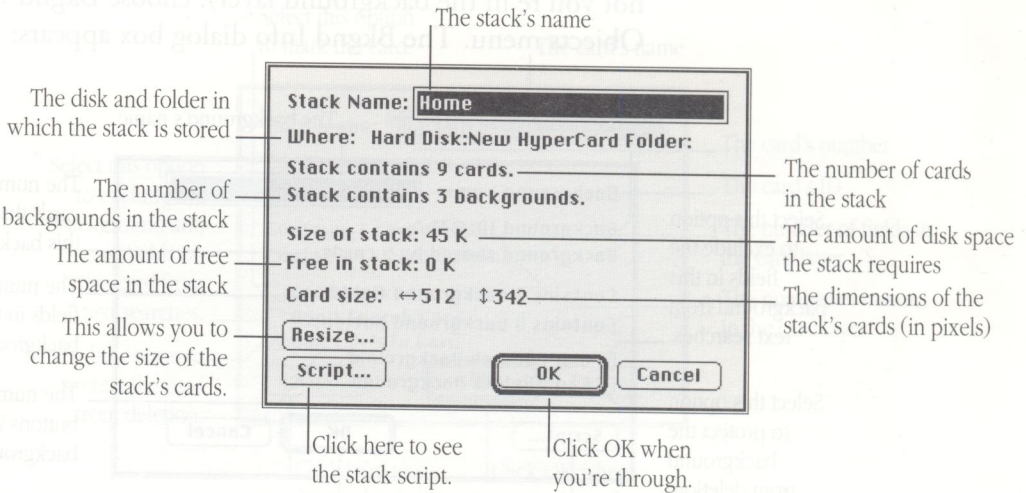 The stack's name
Stack Name: Home
The disk and folder in
which the stack is stored
Where: Hard Disk:New HyperCard Folder:
Stack contains 9 cards.
The number of cards
in the stack
The number of
backgrounds in the stack
Stack contains 3 backgrounds.
Size of stack: 45 K
The amount of disk space
the stack requires
The amount of free
space in the stack
Free in stack: 0 K
Card size: ↔512 ↕342
The dimensions of the
stack's cards (in pixels)
This allows you to
change the size of the
stack's cards.
Resize...
Script...
OK
Cancel
Click here to see
the stack script.
Click OK when
you're through.